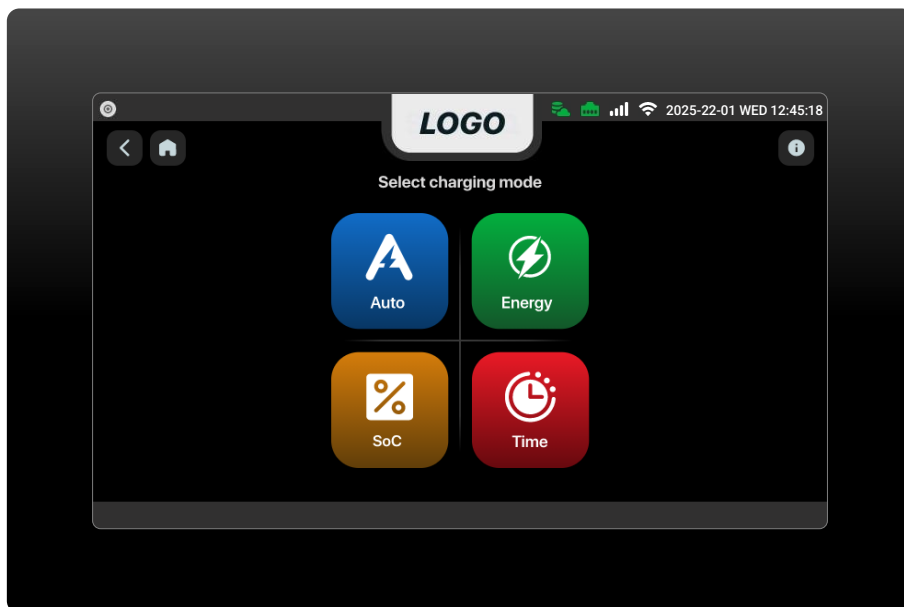 LOGO
2025-22-01 WED 12:45:18
Select charging mode
Auto
Energy
SoC
Time